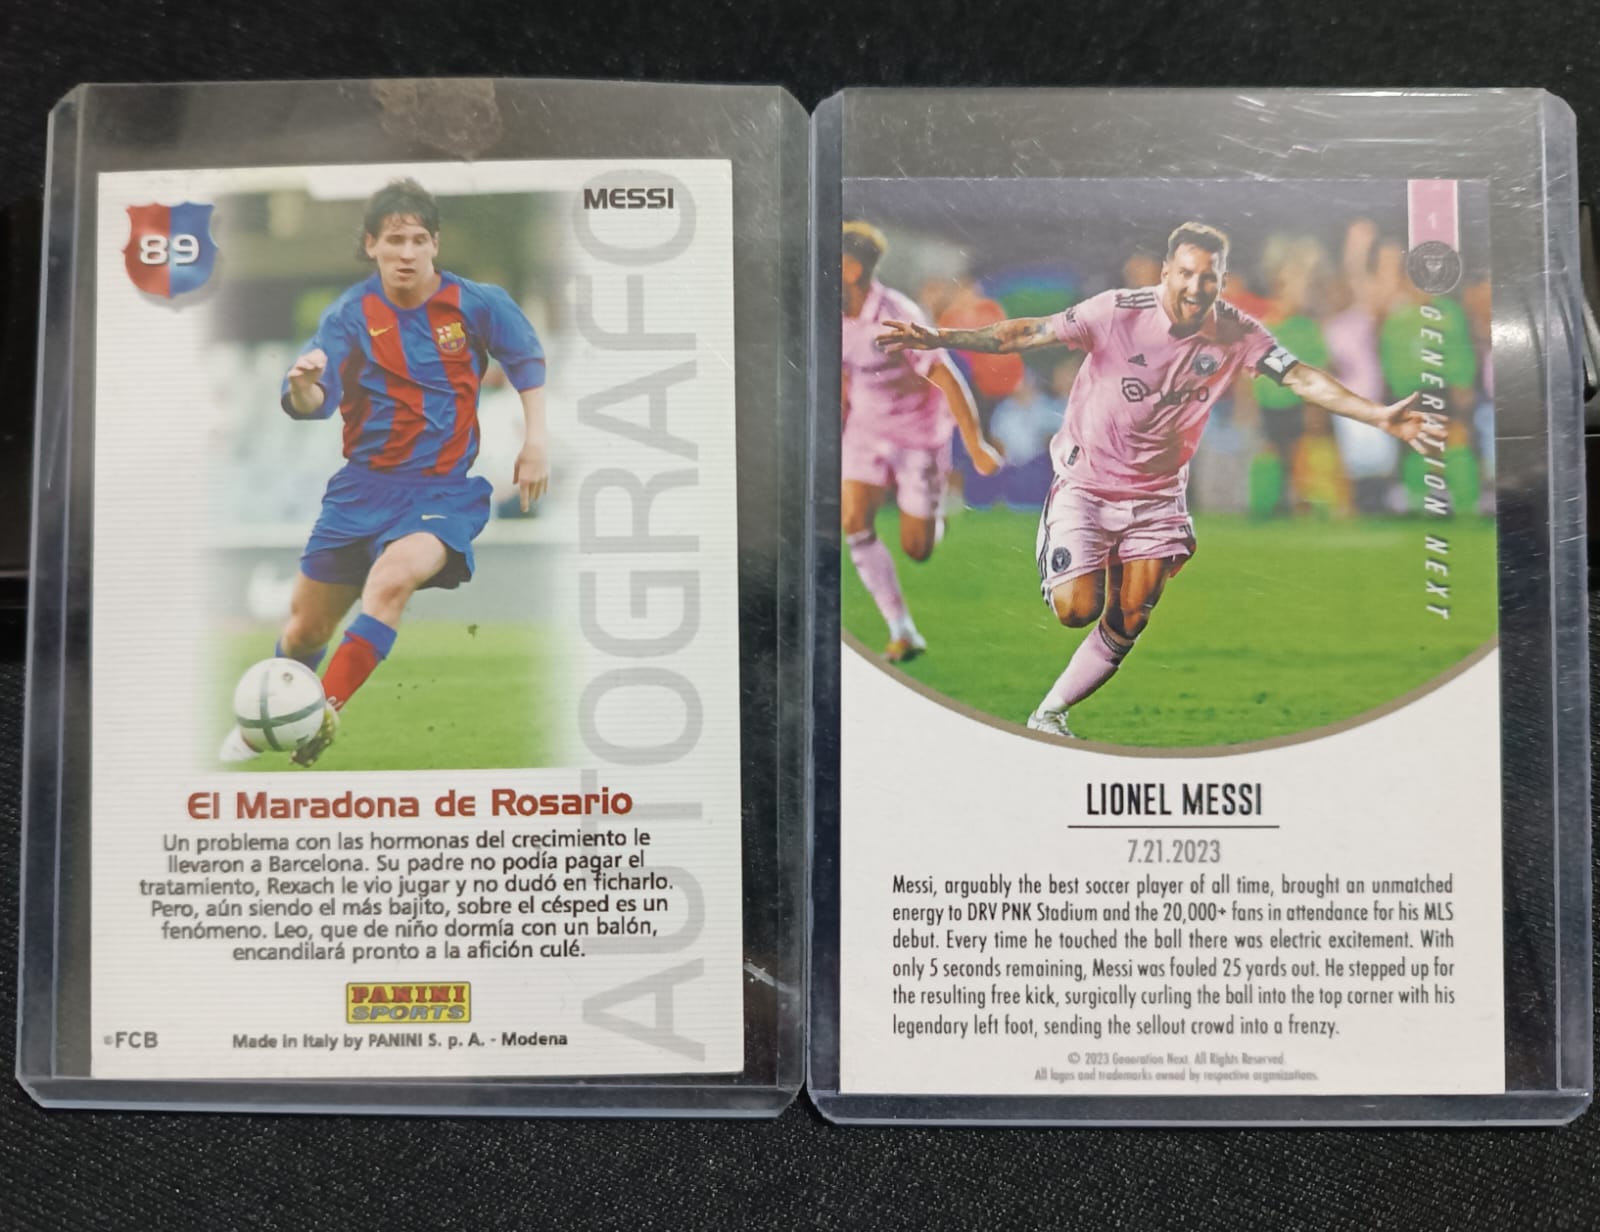 89
MESSI
AUTOGRAFO
El Maradona de Rosario
Un problema con las hormonas del crecimiento le
llevaron a Barcelona. Su padre no podía pagar el
tratamiento, Rexach le vio jugar y no dudó en ficharlo.
Pero, aún siendo el más bajito, sobre el césped es un
fenómeno. Leo, que de niño dormía con un balón,
encandilará pronto a la afición culé.
PANINI
SPORTS
©FCB
Made in Italy by PANINI S. p. A. - Modena
1
GENERATION NEXT
LIONEL MESSI
7.21.2023
Messi, arguably the best soccer player of all time, brought an unmatched
energy to DRV PNK Stadium and the 20,000+ fans in attendance for his MLS
debut. Every time he touched the ball there was electric excitement. With
only 5 seconds remaining, Messi was fouled 25 yards out. He stepped up for
the resulting free kick, surgically curling the ball into the top corner with his
legendary left foot, sending the sellout crowd into a frenzy.
© 2023 Generation Next. All Rights Reserved.
All logos and trademarks owned by respective organizations.